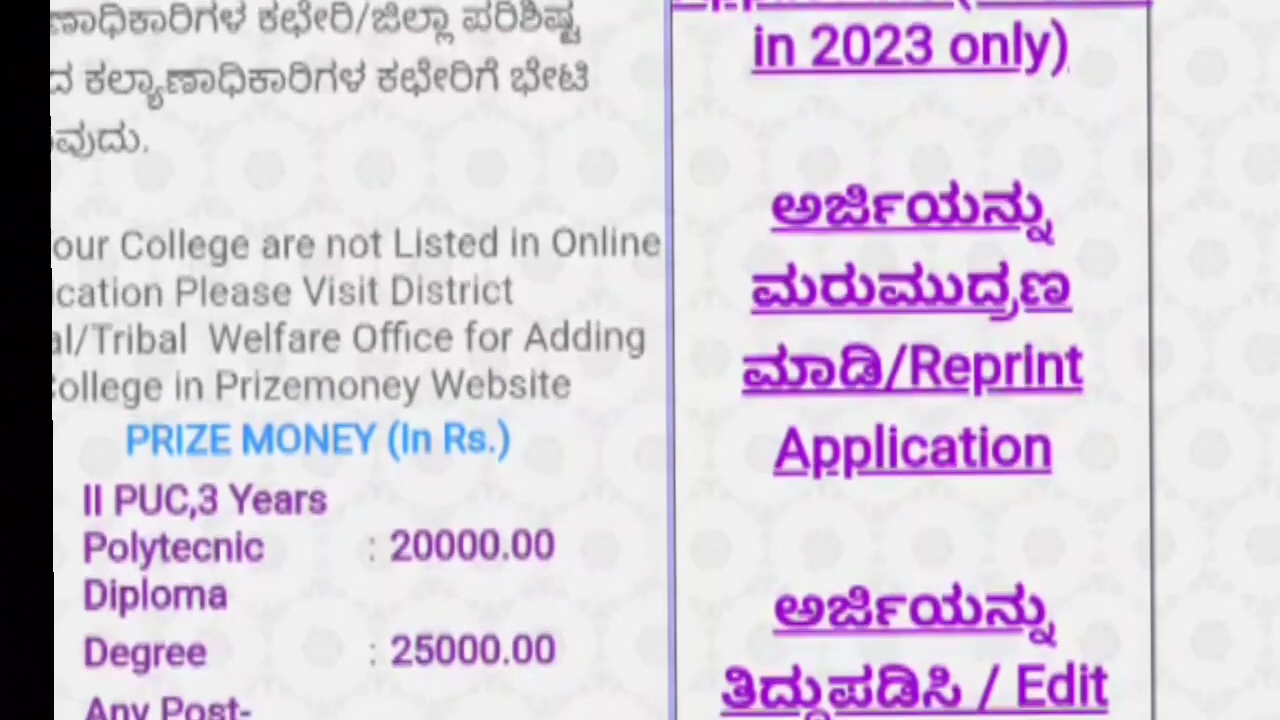 ಕಛೇರಿ/ಜಿಲ್ಲಾ ಪರಿಶಿಷ್ಟ
ಕಲ್ಯಾಣಾಧಿಕಾರಿಗಳ ಕಛೇರಿಗೆ ಭೇಟಿ
our College are not Listed in Online
cation Please Visit District
al/Tribal Welfare Office for Adding
ollege in Prizemoney Website
PRIZE MONEY (In Rs.)
II PUC,3 Years
Polytecnic : 20000.00
Diploma
Degree : 25000.00
Any Post-
in 2023 only)
ಅರ್ಜಿಯನ್ನು
ಮರುಮುದ್ರಣ
ಮಾಡಿ/Reprint
Application
ಅರ್ಜಿಯನ್ನು
ತಿದ್ದುಪಡಿಸಿ / Edit